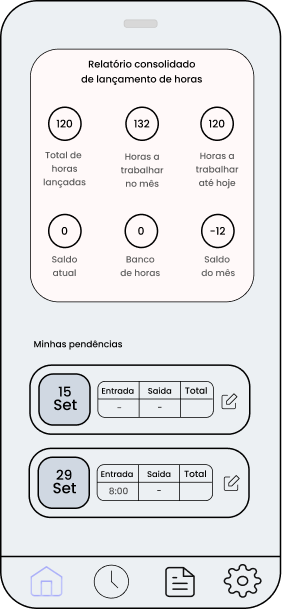 Relatório consolidado
de lançamento de horas
120 132 120
Total de Horas a Horas a
horas trabalhar trabalhar
lançadas no mês até hoje
0 0 -12
Saldo Banco Saldo
atual de horas do mês
Minhas pendências
15 Entrada Saida Total
Set - -
29 Entrada Saida Total
Set 8:00 -